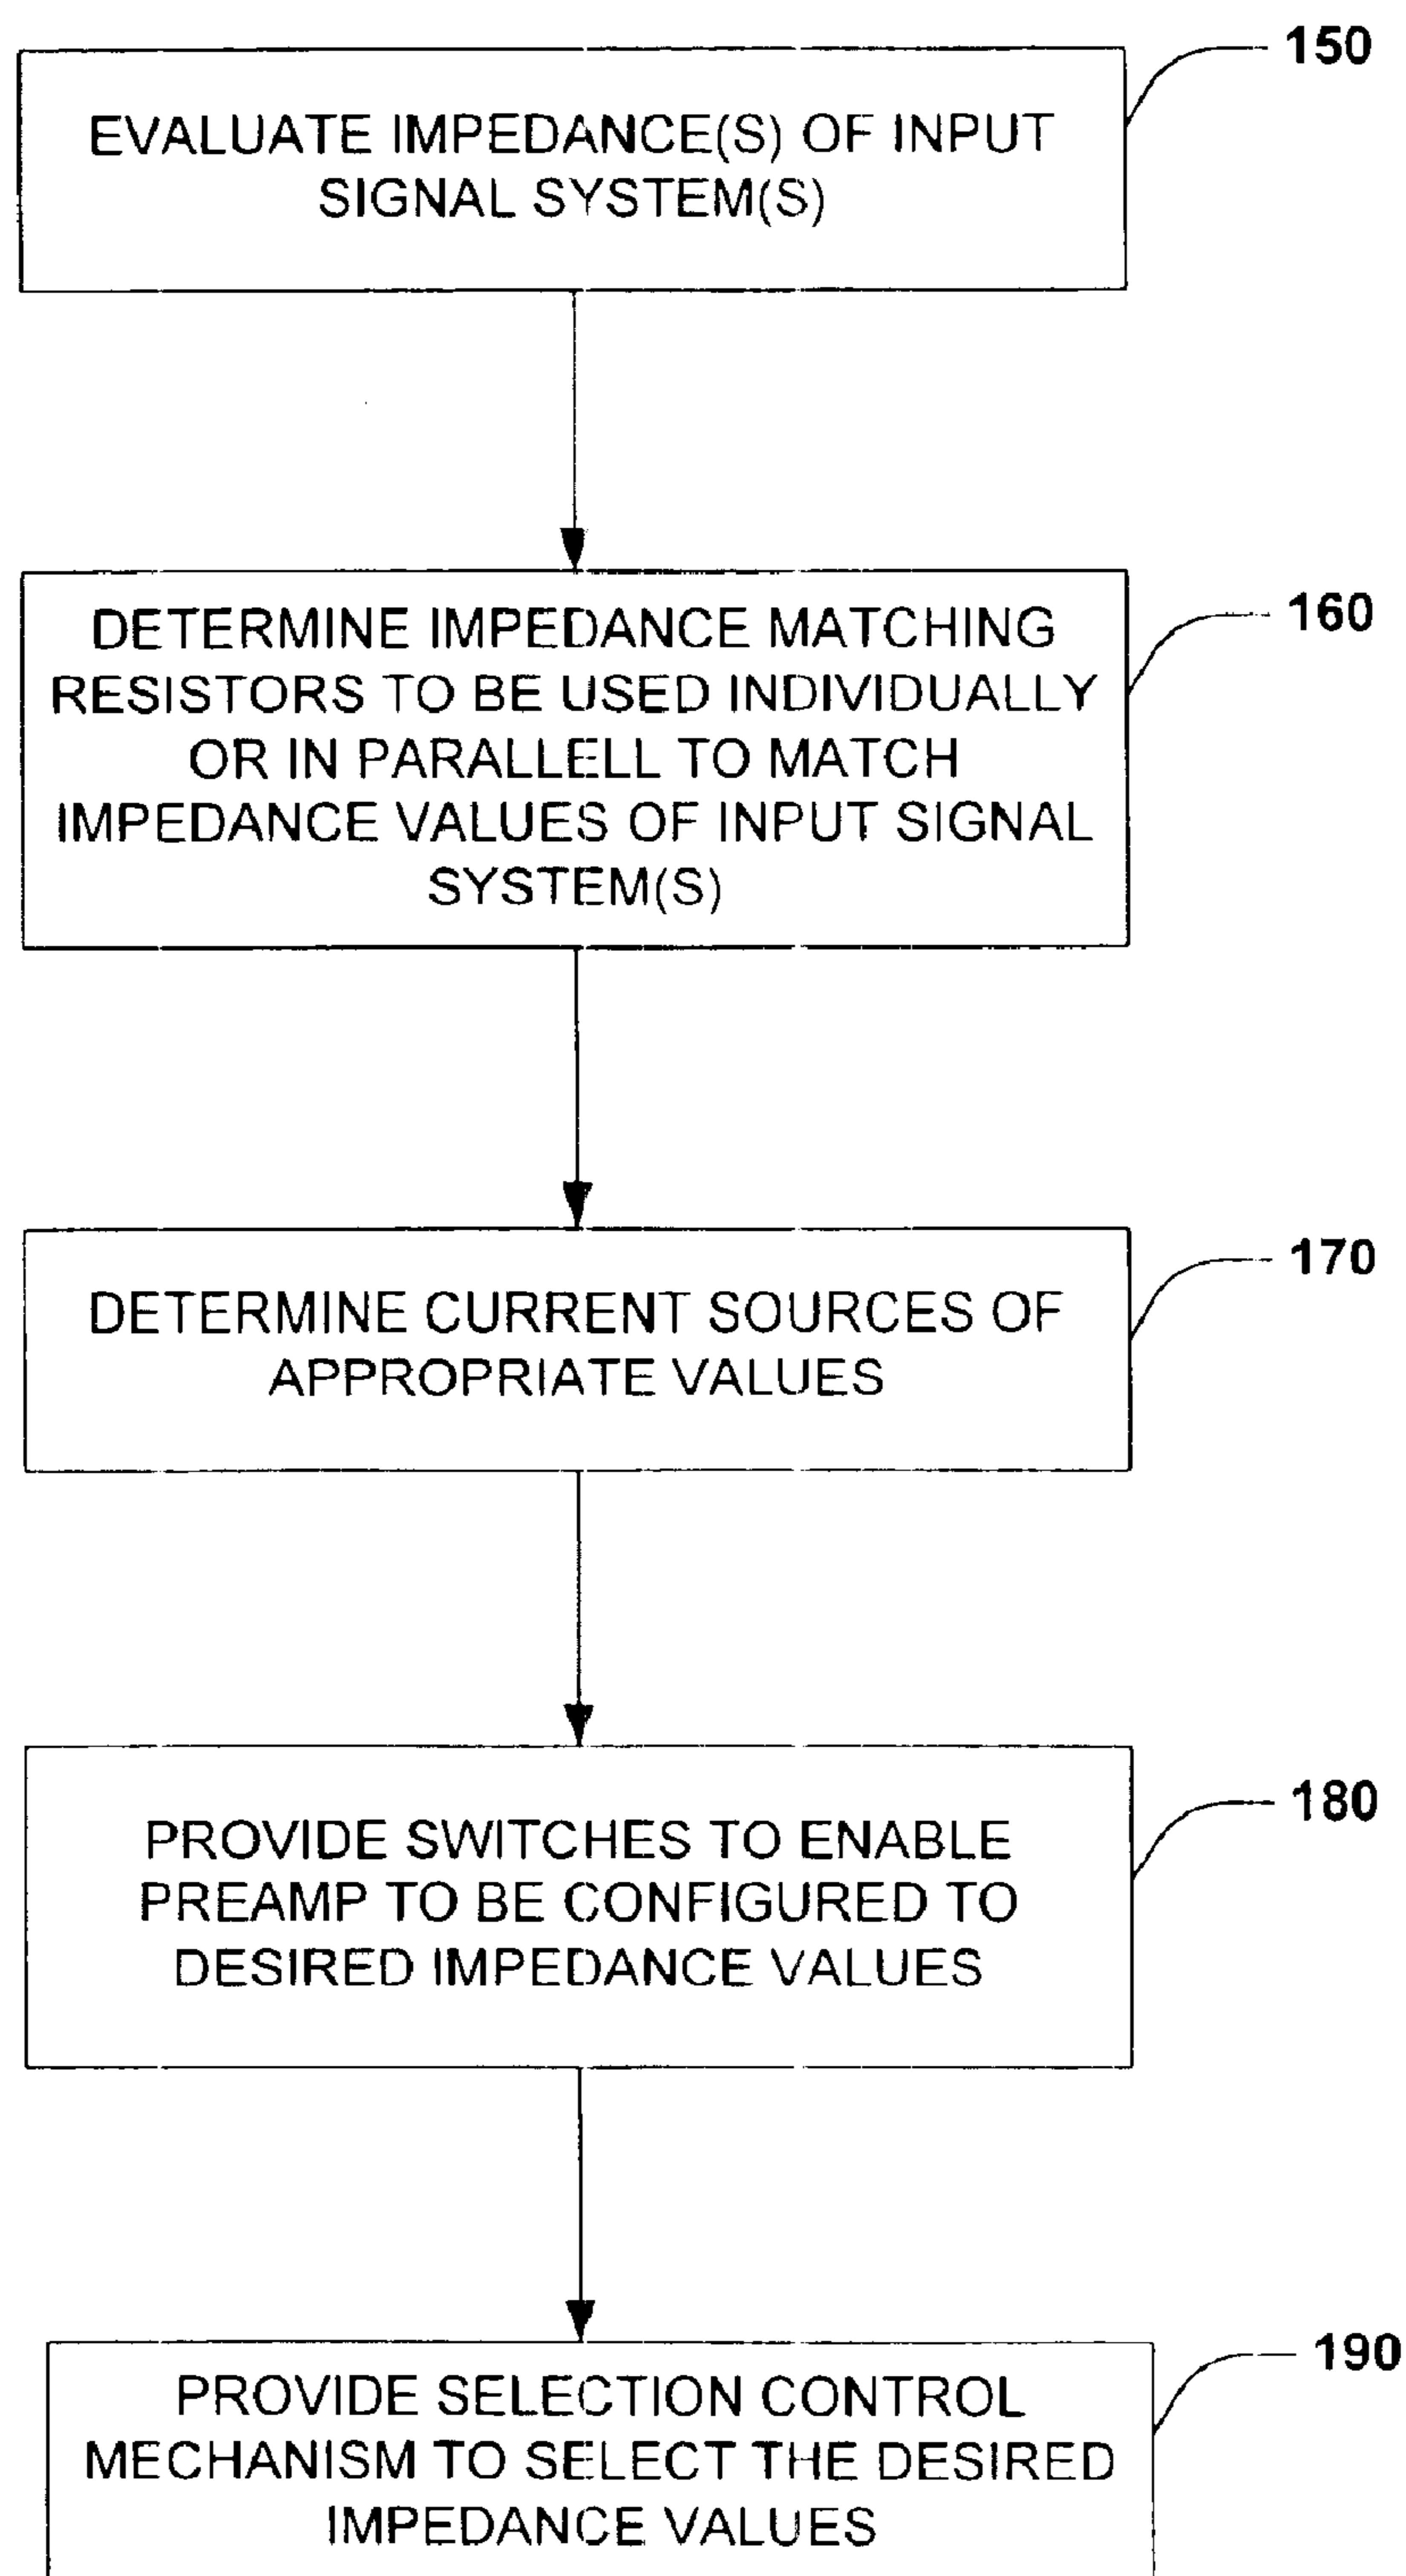 150
EVALUATE IMPEDANCE(S) OF INPUT
SIGNAL SYSTEM(S)
160
DETERMINE IMPEDANCE MATCHING
RESISTORS TO BE USED INDIVIDUALLY
OR IN PARALLELL TO MATCH
IMPEDANCE VALUES OF INPUT SIGNAL
SYSTEM(S)
170
DETERMINE CURRENT SOURCES OF
APPROPRIATE VALUES
180
PROVIDE SWITCHES TO ENABLE
PREAMP TO BE CONFIGURED TO
DESIRED IMPEDANCE VALUES
190
PROVIDE SELECTION CONTROL
MECHANISM TO SELECT THE DESIRED
IMPEDANCE VALUES